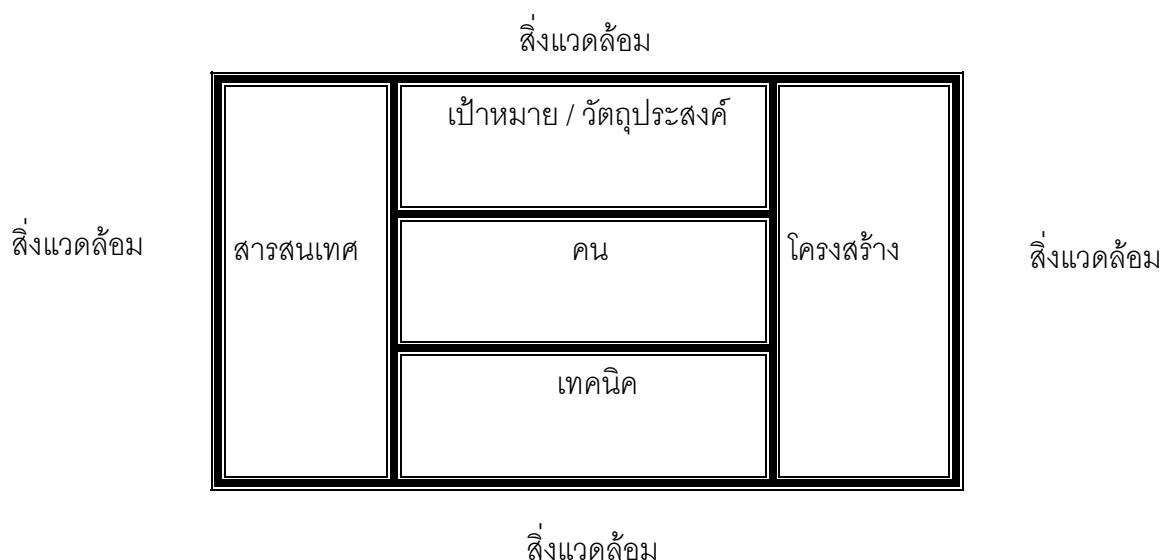 สิ่งแวดล้อม
เป้าหมาย / วัตถุประสงค์
สิ่งแวดล้อม
สารสนเทศ
คน
โครงสร้าง
สิ่งแวดล้อม
เทคนิค
สิ่งแวดล้อม